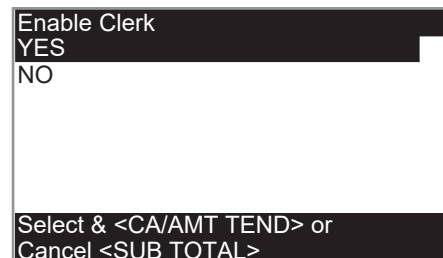 Enable Clerk
YES
NO
Select & <CA/AMT TEND> or
Cancel <SUB TOTAL>